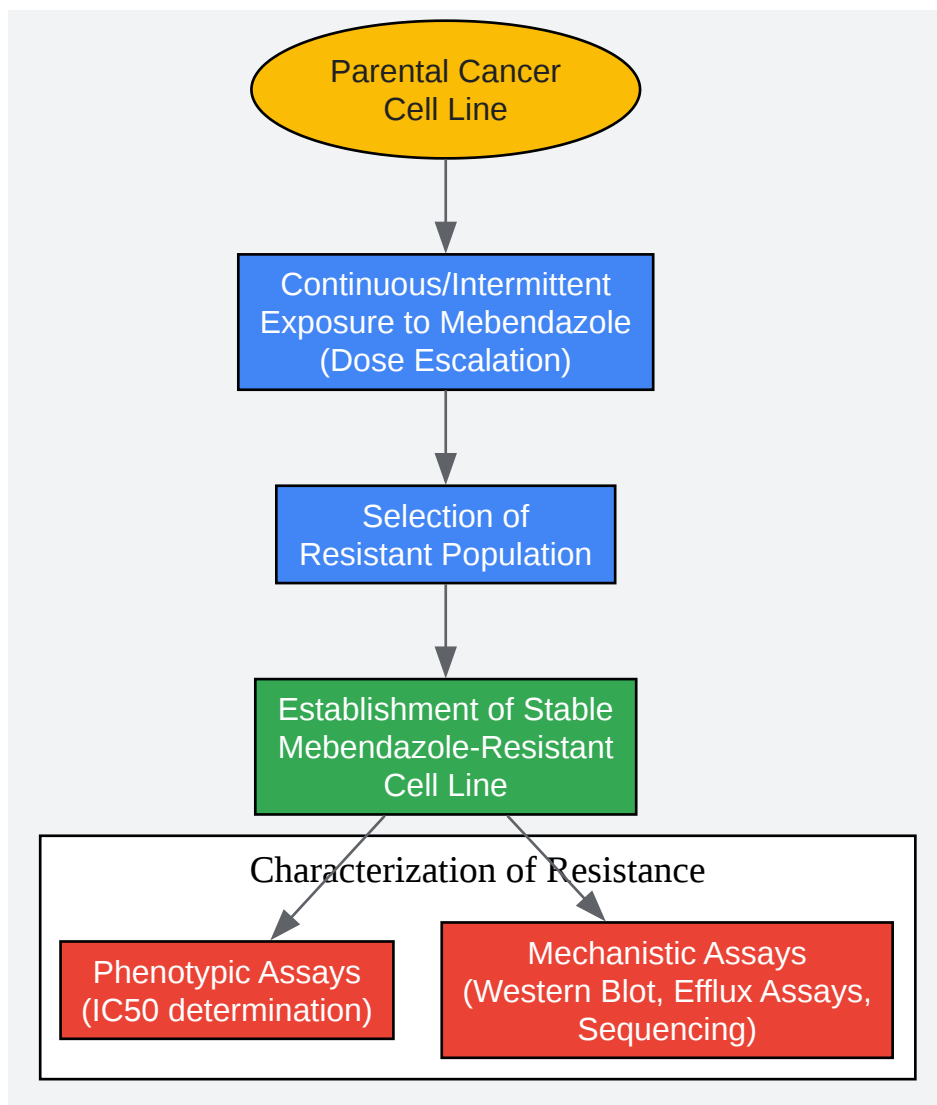 Parental Cancer
Cell Line
Continuous/Intermittent
Exposure to Mebendazole
(Dose Escalation)
Selection of
Resistant Population
Establishment of Stable
Mebendazole-Resistant
Cell Line
Characterization of Resistance
Phenotypic Assays
(IC50 determination)
Mechanistic Assays
(Western Blot, Efflux Assays,
Sequencing)